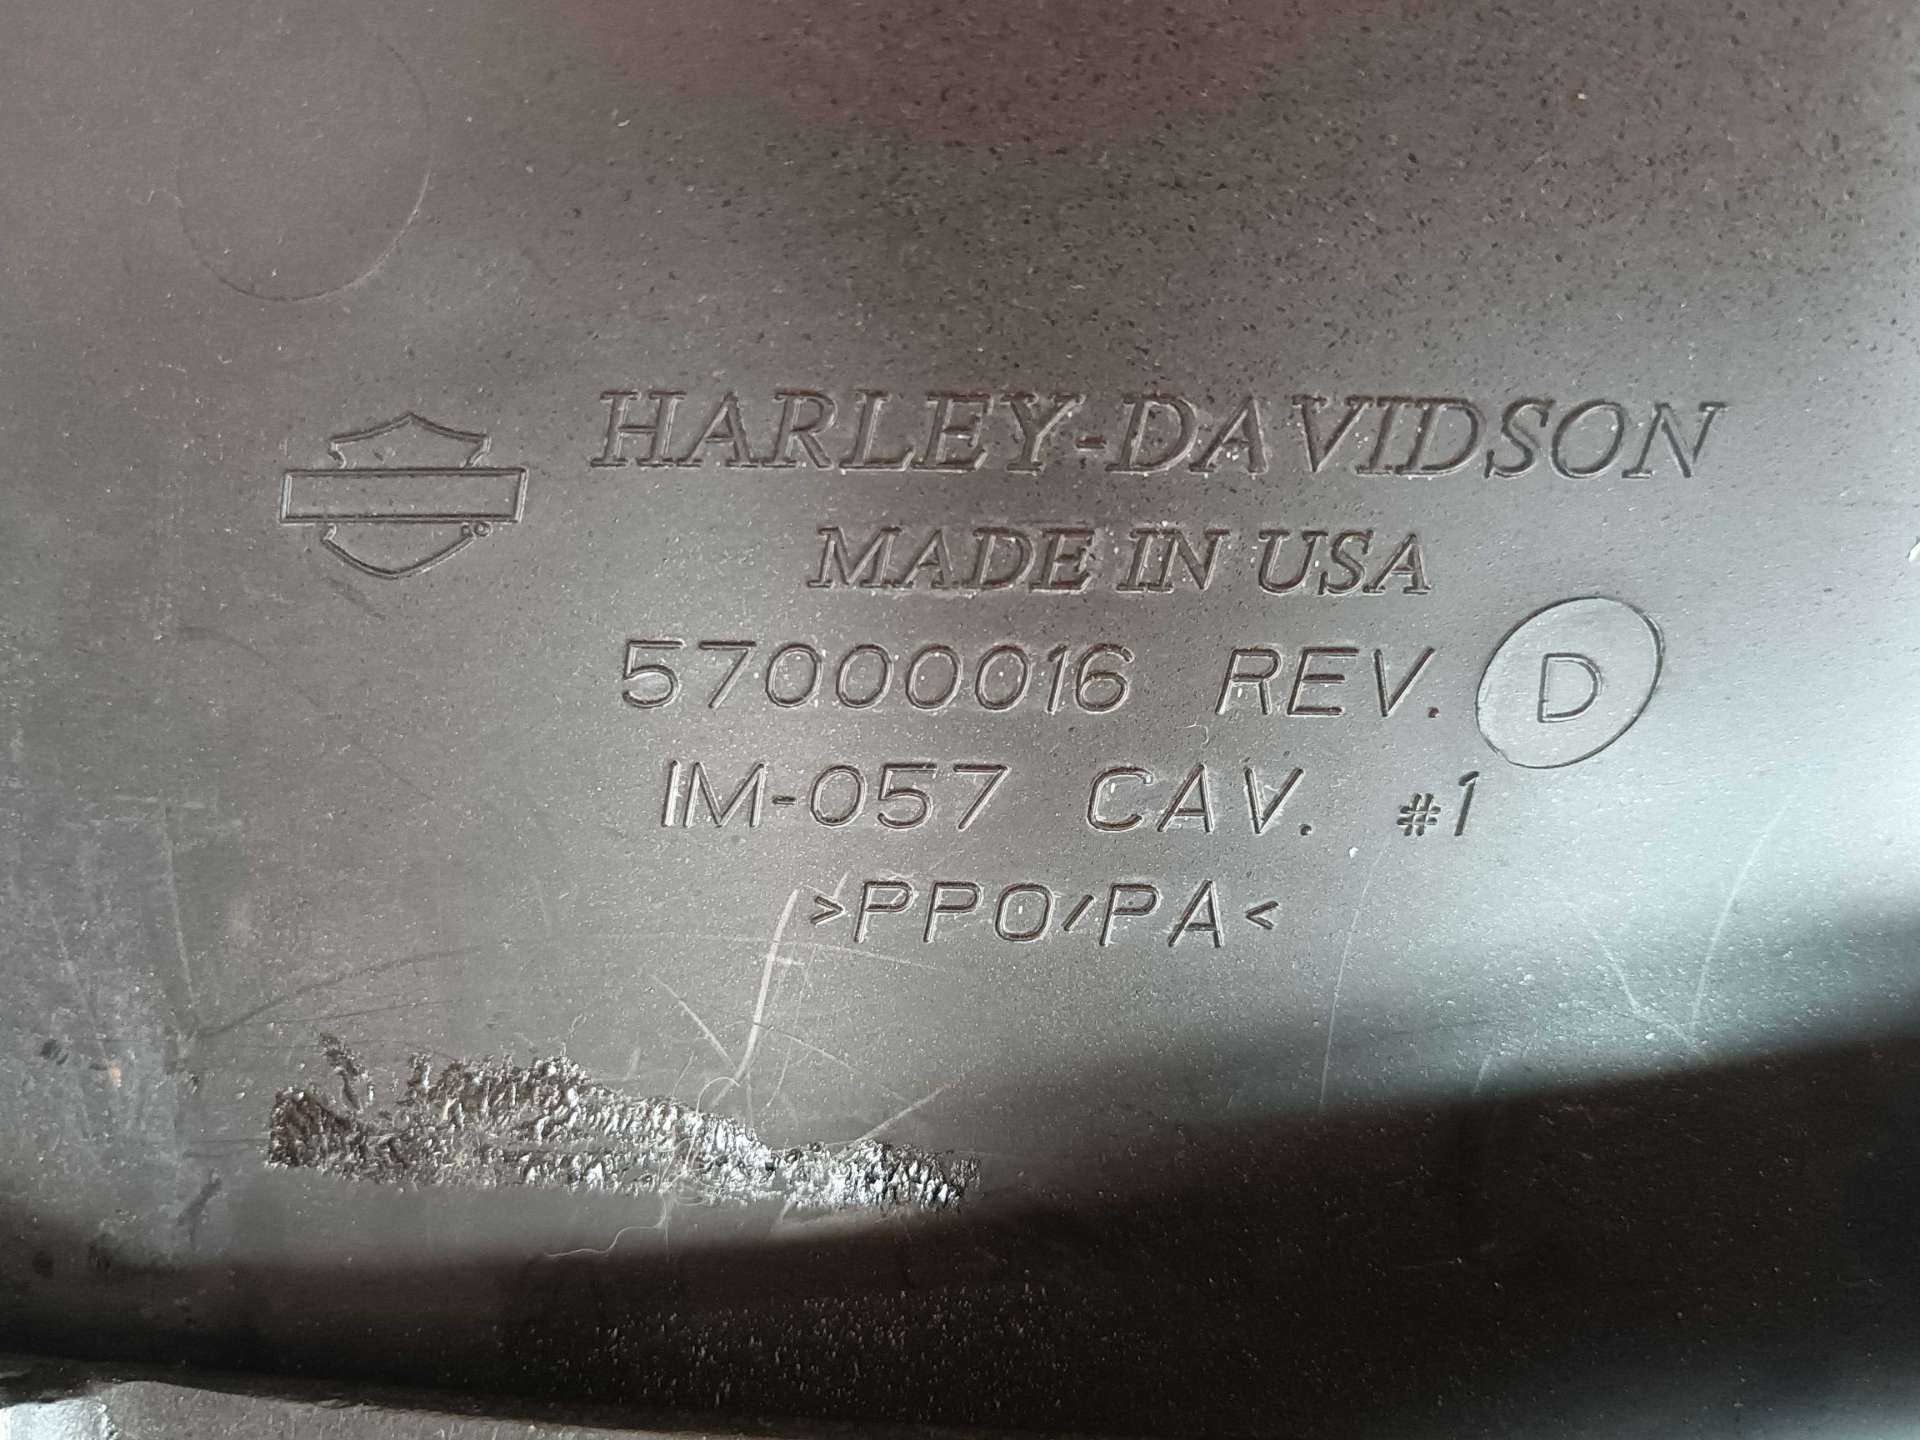 HARLEY-DAVIDSON
MADE IN USA
57000016 REV. D
IM-057 CAV. #1
>PPO/PA<